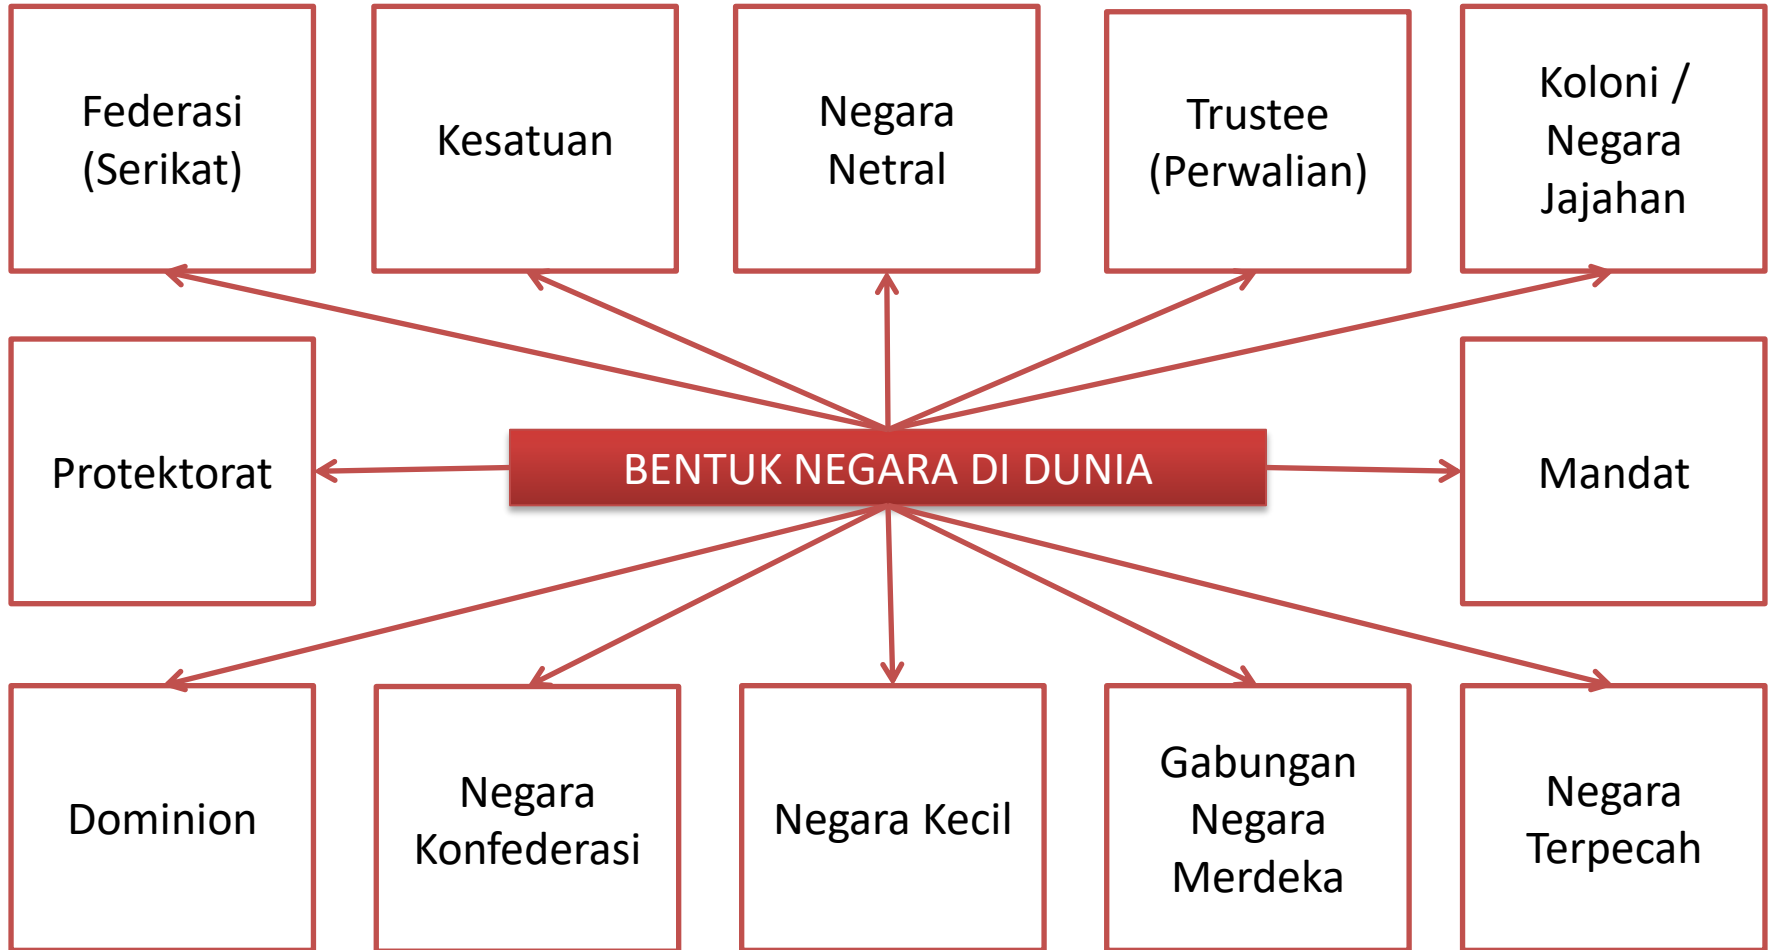 Federasi
(Serikat)
Kesatuan
Negara
Netral
Trustee
(Perwalian)
Koloni /
Negara
Jajahan
Protektorat
BENTUK NEGARA DI DUNIA
Mandat
Dominion
Negara
Konfederasi
Negara Kecil
Gabungan
Negara
Merdeka
Negara
Terpecah